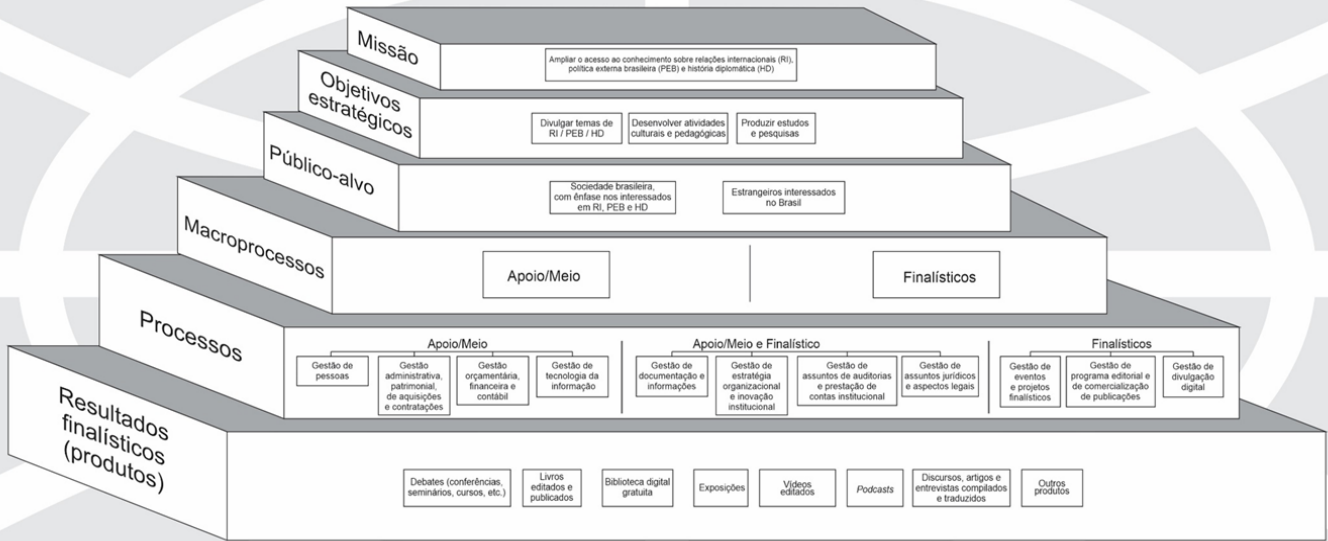 Missão
Ampliar o acesso ao conhecimento sobre relações internacionais (RI),
política externa brasileira (PEB) e história diplomática (HD)
Objetivos
estratégicos
Divulgar temas de
RI / PEB / HD
Desenvolver atividades
culturais e pedagógicas
Produzir estudos
e pesquisas
Público-alvo
Sociedade brasileira,
com ênfase nos interessados
em RI, PEB e HD
Estrangeiros interessados
no Brasil
Macroprocessos
Apoio/Meio
Finalísticos
Processos
Apoio/Meio
Gestão de
pessoas
Gestão
administrativa,
patrimonial,
de aquisições
e contratações
Gestão
orçamentária,
financeira e
contábil
Gestão de
tecnologia da
informação
Apoio/Meio e Finalístico
Gestão de
documentação e
informações
Gestão de
estratégia
organizacional
e inovação
institucional
Gestão de
assuntos de auditorias
e prestação de
contas institucional
Gestão de
assuntos jurídicos
e aspectos legais
Finalísticos
Gestão de
eventos
e projetos
finalísticos
Gestão de
programa editorial e
de comercialização
de publicações
Gestão de
divulgação
digital
Resultados
finalísticos
(produtos)
Debates (conferências,
seminários, cursos, etc.)
Livros
editados e
publicados
Biblioteca digital
gratuita
Exposições
Vídeos
editados
Podcasts
Discursos, artigos e
entrevistas compilados
e traduzidos
Outros
produtos